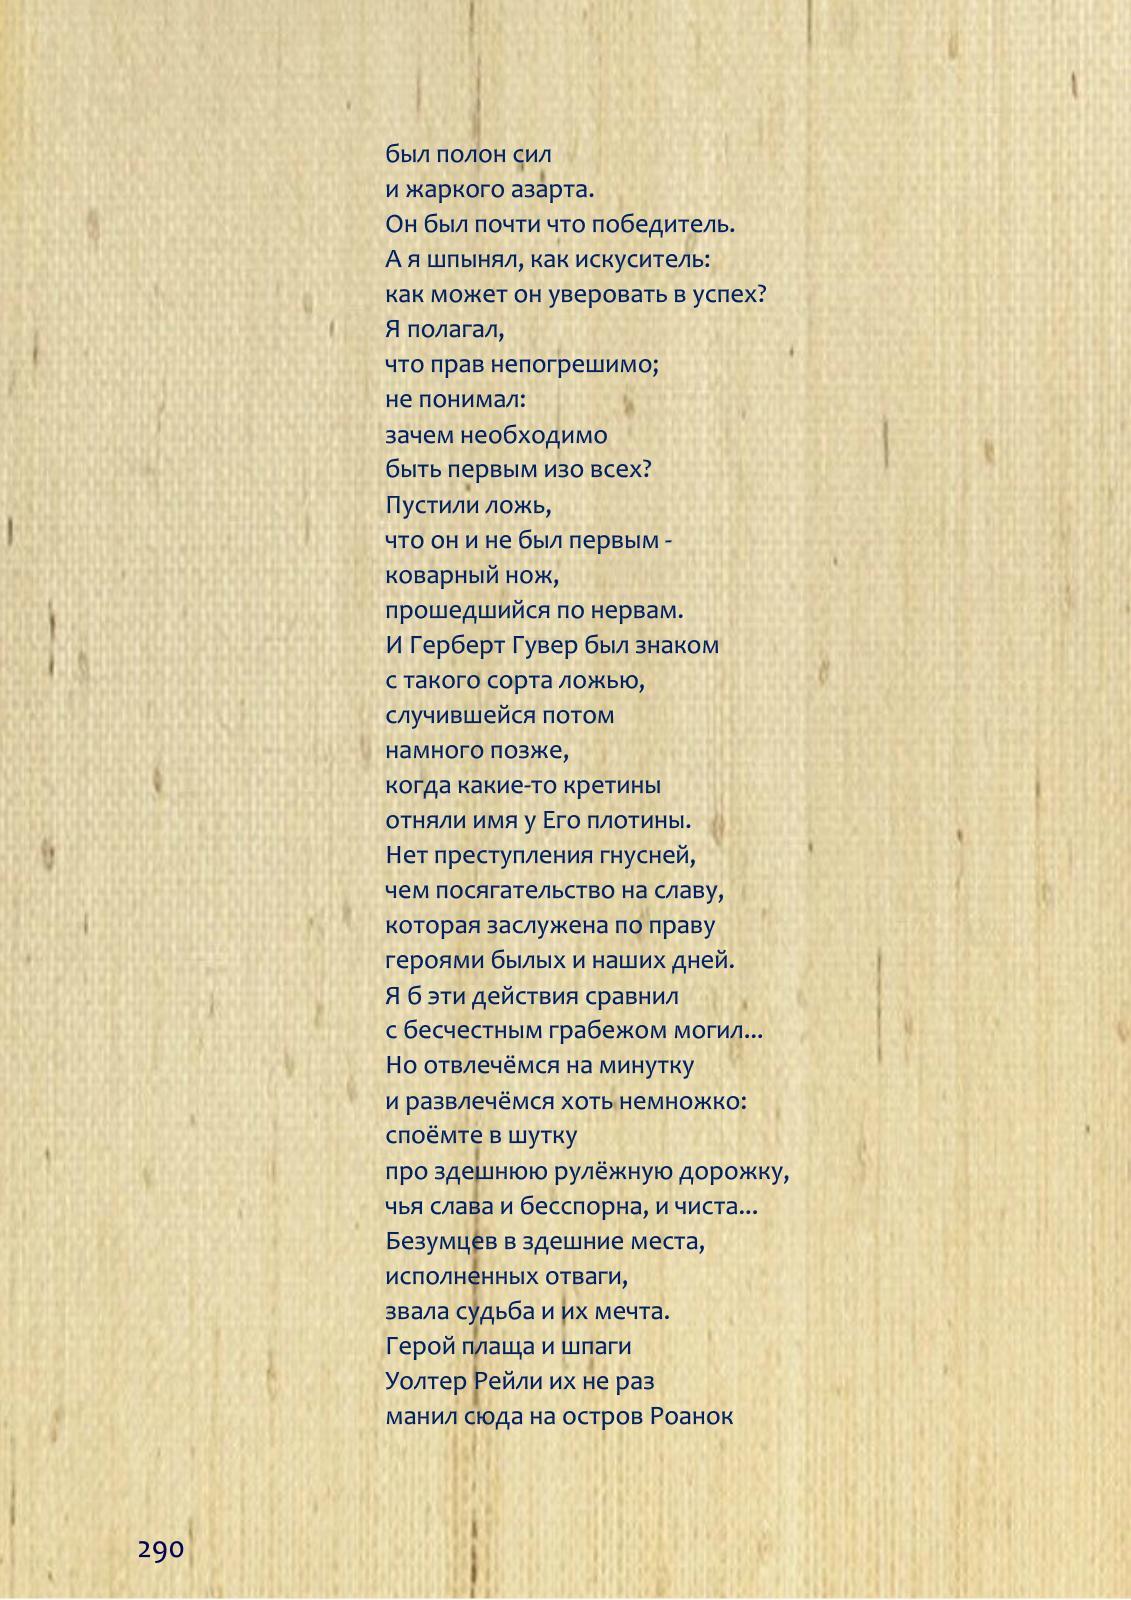 был полон сил
и жаркого азарта.
Он был почти что победитель.
А я шпынял, как искуситель:
как может он уверовать в успех?
Я полагал,
что прав непогрешимо;
не понимал:
зачем необходимо
быть первым изо всех?
Пустили ложь,
что он и не был первым -
коварный нож,
прошедшийся по нервам.
И Герберт Гувер был знаком
с такого сорта ложью,
случившейся потом
намного позже,
когда какие-то кретины
отняли имя у Его плотины.
Нет преступления гнусней,
чем посягательство на славу,
которая заслужена по праву
героями былых и наших дней.
Я б эти действия сравнил
с бесчестным грабежом могил...
Но отвлечёмся на минутку
и развлечёмся хоть немножко:
споёмте в шутку
про здешнюю рулёжную дорожку,
чья слава и бесспорна, и чиста...
Безумцев в здешние места,
исполненных отваги,
звала судьба и их мечта.
Герой плаща и шпаги
Уолтер Рейли их не раз
манил сюда на остров Роанок
290